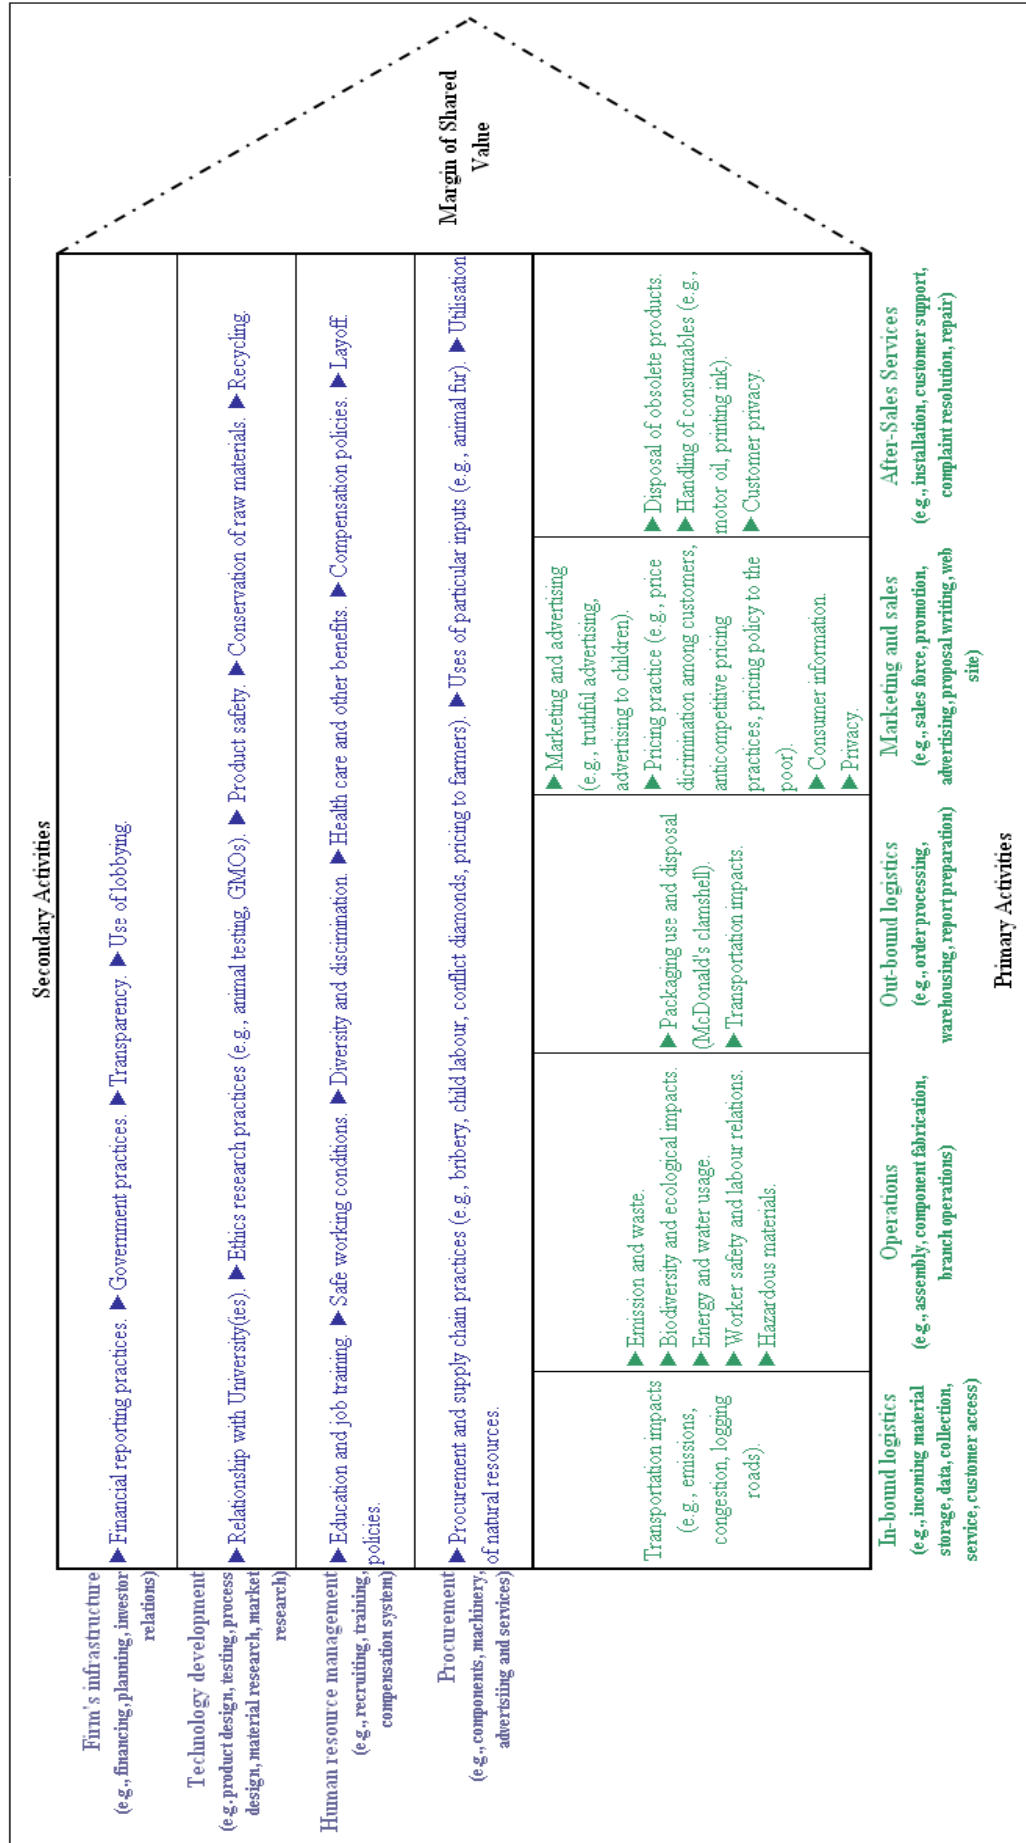 Secondary Activities
Firm's infrastructure
(e.g., financing, planning, investor
relations)
▶ Financial reporting practices. ▶ Government practices. ▶ Transparency. ▶ Use of lobbying.
Technology development
(e.g. product design, testing, process
design, material research, market
research)
▶ Relationship with University(ies). ▶ Ethics research practices (e.g., animal testing, GMOs). ▶ Product safety. ▶ Conservation of raw materials. ▶ Recycling.
Human resource management
(e.g., recruiting, training,
compensation system)
▶ Education and job training. ▶ Safe working conditions. ▶ Diversity and discimination. ▶ Health care and other benefits. ▶ Compensation policies. ▶ Layoff
policies.
Procurement
(e.g., components, machinery,
advertsiing and services)
▶ Procurement and supply chain practices (e.g., bribery, child labour, conflict diamonds, pricing to farmers). ▶ Uses of particular inputs (e.g., animal fur). ▶ Utilisation
of natural resources.
Margin of Shared
Value
Transportation impacts
(e.g., emissions,
congestion, logging
roads).
▶ Emission and waste.
▶ Biodiversity and ecological impacts.
▶ Energy and water usage.
▶ Worker safety and labour relations.
▶ Hazardous materials.
▶ Packaging use and disposal
(McDonald's clamshell).
▶ Transportation impacts.
▶ Marketing and advertising
(e.g., truthful advertising,
advertising to children).
▶ Pricing practice (e.g., price
dicrimination among customers,
anticompetitive pricing
practices, pricing policy to the
poor).
▶ Consumer information.
▶ Privacy.
▶ Disposal of obsolete products.
▶ Handling of consumables (e.g.,
motor oil, printing ink).
▶ Customer privacy.
In-bound logistics
(e.g., incoming material
storage, data, collection,
service, customer access)
Operations
(e.g., assembly, component fabrication,
branch operations)
Out-bound logistics
(e.g., order processing,
warehousing, report preparation)
Marketing and sales
(e.g., sales force, promotion,
advertising, proposal writing, web
site)
After-Sales Services
(e.g., installation, customer support,
complaint resolution, repair)
Primary Activities